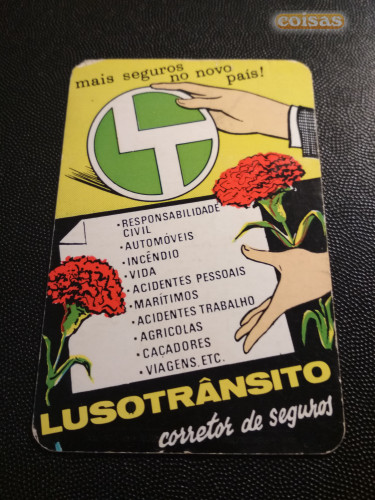 coisas
mais seguros no novo país!
• RESPONSABILIDADE
CIVIL
• AUTOMÓVEIS
• INCÊNDIO
• VIDA
• ACIDENTES PESSOAIS
• MARÍTIMOS
• ACIDENTES TRABALHO
• AGRICOLAS
• CAÇADORES
• VIAGENS, ETC.
LUSOTRÂNSITO
corretor de seguros